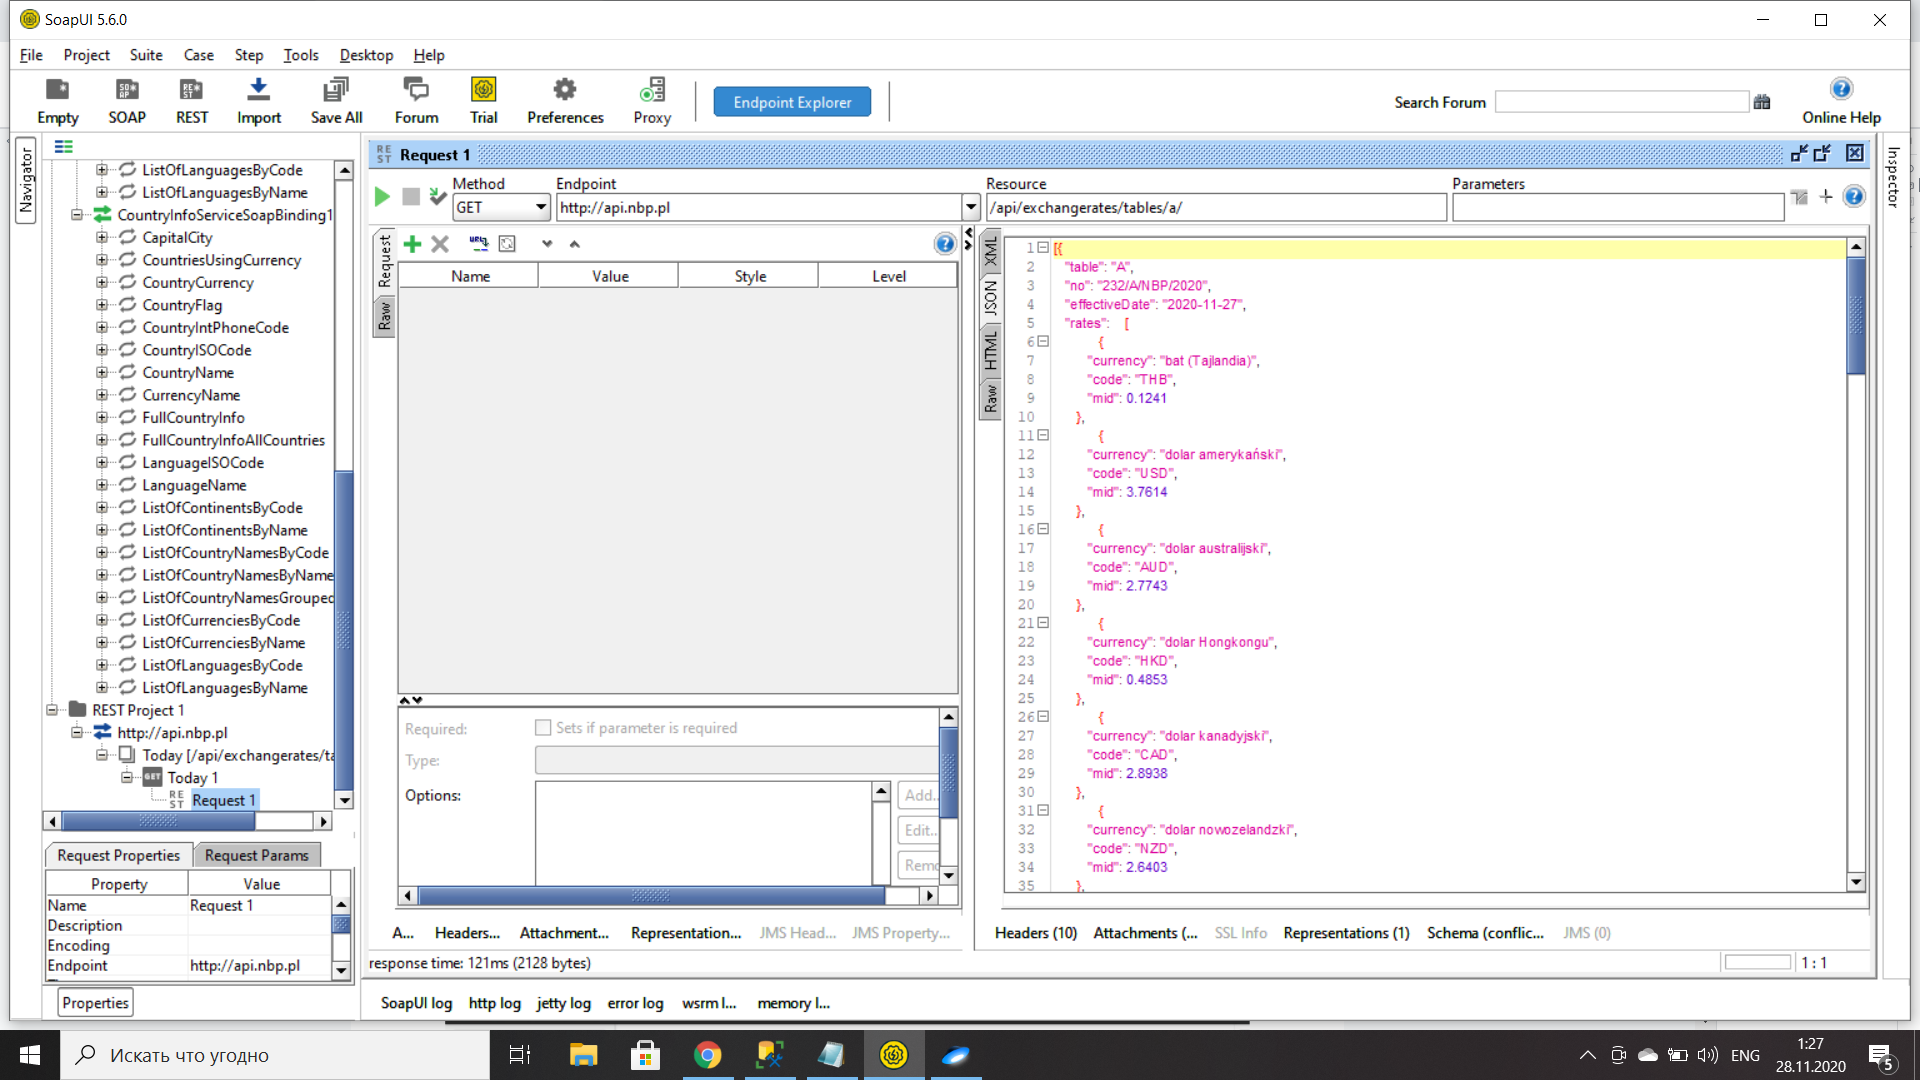 SoapUI 5.6.0
File Project Suite Case Step Tools Desktop Help
Empty SOAP REST Import Save All Forum Trial Preferences Proxy Endpoint Explorer Search Forum Online Help
Navigator
ListOfLanguagesByCode
ListOfLanguagesByName
CountryInfoServiceSoapBinding1
CapitalCity
CountriesUsingCurrency
CountryCurrency
CountryFlag
CountryIntPhoneCode
CountryISOCode
CountryName
CurrencyName
FullCountryInfo
FullCountryInfoAllCountries
LanguageISOCode
LanguageName
ListOfContinentsByCode
ListOfContinentsByName
ListOfCountryNamesByCode
ListOfCountryNamesByName
ListOfCountryNamesGrouped
ListOfCurrenciesByCode
ListOfCurrenciesByName
ListOfLanguagesByCode
ListOfLanguagesByName
REST Project 1
http://api.nbp.pl
Today [/api/exchangerates/ta
GET Today 1
REST Request 1
Request Properties Request Params
Property Value
Name Request 1
Description
Encoding
Endpoint http://api.nbp.pl
Properties
REST Request 1
Method Endpoint Resource Parameters
GET http://api.nbp.pl /api/exchangerates/tables/a/
Request
Raw
Name Value Style Level
Required: Sets if parameter is required
Type:
Options: Add..
Edit..
Remo
A... Headers... Attachment... Representation... JMS Head... JMS Property...
XML
JSON
HTML
Raw
1 [{
2 "table": "A",
3 "no": "232/A/NBP/2020",
4 "effectiveDate": "2020-11-27",
5 "rates": [
6 {
7 "currency": "bat (Tajlandia)",
8 "code": "THB",
9 "mid": 0.1241
10 },
11 {
12 "currency": "dolar amerykański",
13 "code": "USD",
14 "mid": 3.7614
15 },
16 {
17 "currency": "dolar australijski",
18 "code": "AUD",
19 "mid": 2.7743
20 },
21 {
22 "currency": "dolar Hongkongu",
23 "code": "HKD",
24 "mid": 0.4853
25 },
26 {
27 "currency": "dolar kanadyjski",
28 "code": "CAD",
29 "mid": 2.8938
30 },
31 {
32 "currency": "dolar nowozelandzki",
33 "code": "NZD",
34 "mid": 2.6403
35 },
Headers (10) Attachments (... SSL Info Representations (1) Schema (conflic... JMS (0)
Inspector
response time: 121ms (2128 bytes) 1 : 1
SoapUI log http log jetty log error log wsrm l... memory l...
Искать что угодно ENG 1:27
28.11.2020
5